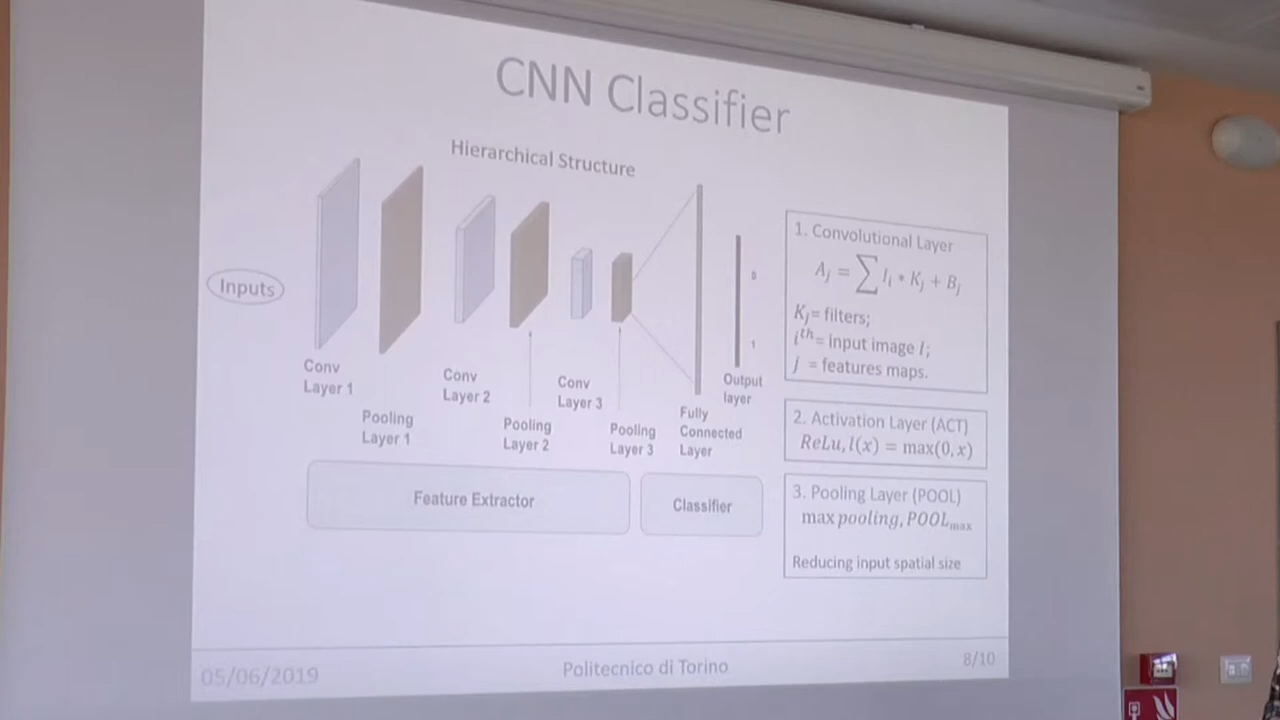 CNN Classifier
Hierarchical Structure
Inputs
Conv
Layer 1
Pooling
Layer 1
Conv
Layer 2
Pooling
Layer 2
Conv
Layer 3
Pooling
Layer 3
Fully
Connected
Layer
0
1
Output
layer
Feature Extractor
Classifier
1. Convolutional Layer
A_j = ∑ I_i * K_j + B_j
K_j= filters;
i^th= input image I;
j = features maps.
2. Activation Layer (ACT)
ReLu, l(x) = max(0, x)
3. Pooling Layer (POOL)
max pooling, POOL_max
Reducing input spatial size
05/06/2019
Politecnico di Torino
8/10